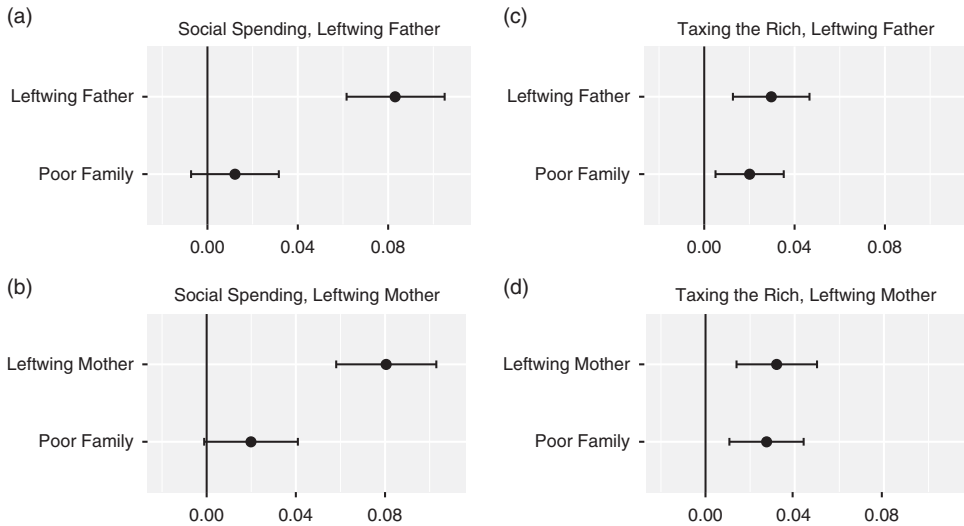 (a)
Social Spending, Leftwing Father
Leftwing Father
Poor Family
0.00 0.04 0.08
(b)
Social Spending, Leftwing Mother
Leftwing Mother
Poor Family
0.00 0.04 0.08
(c)
Taxing the Rich, Leftwing Father
Leftwing Father
Poor Family
0.00 0.04 0.08
(d)
Taxing the Rich, Leftwing Mother
Leftwing Mother
Poor Family
0.00 0.04 0.08